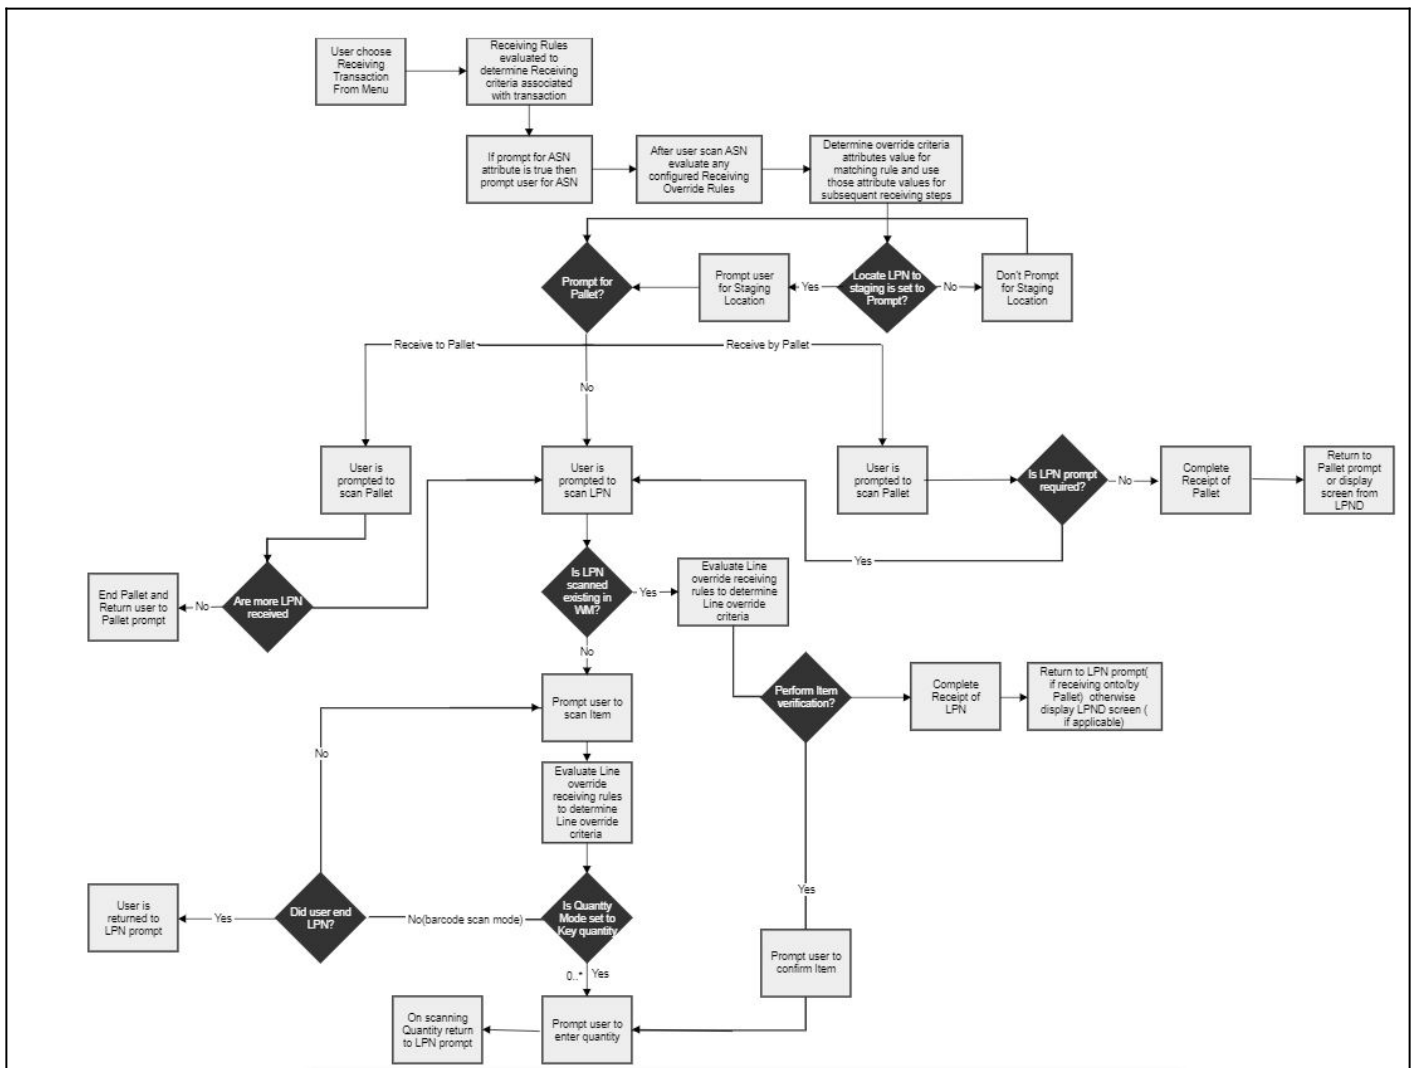 User choose
Receiving
Transaction
From Menu
Receiving Rules
evaluated to
determine Receiving
criteria associated
with transaction
If prompt for ASN
attribute is true then
prompt user for ASN
After user scan ASN
evaluate any
configured Receiving
Override Rules
Determine override criteria
attributes value for
matching rule and use
those attribute values for
subsequent receiving steps
Prompt for
Pallet?
Prompt user
for Staging
Location
Yes
Locate LPN to
staging is set to
Prompt?
No
Don't Prompt
for Staging
Location
Receive to Pallet
Receive by Pallet
No
User is
prompted to
scan Pallet
User is
prompted to
scan LPN
User is
prompted to
scan Pallet
Is LPN prompt
required?
No
Complete
Receipt of
Pallet
Return to
Pallet prompt
or display
screen from
LPND
Yes
End Pallet and
Return user to
Pallet prompt
No
Are more LPN
received
Is LPN
scanned
existing in
WM?
Yes
Evaluate Line
override receiving
rules to determine
Line override
criteria
No
Prompt user to
scan Item
Perform Item
verification?
Complete
Receipt of
LPN
Return to LPN prompt(
if receiving onto/by
Pallet) otherwise
display LPND screen (
if applicable)
No
Evaluate Line
override
receiving rules
to determine
Line override
criteria
User is
returned to
LPN prompt
Yes
Did user end
LPN?
No(barcode scan mode)
Is Quantty
Mode set to
Key quantity
Yes
0..*
Yes
Prompt user to
confirm Item
On scanning
Quantity return
to LPN prompt
Prompt user to
enter quantity